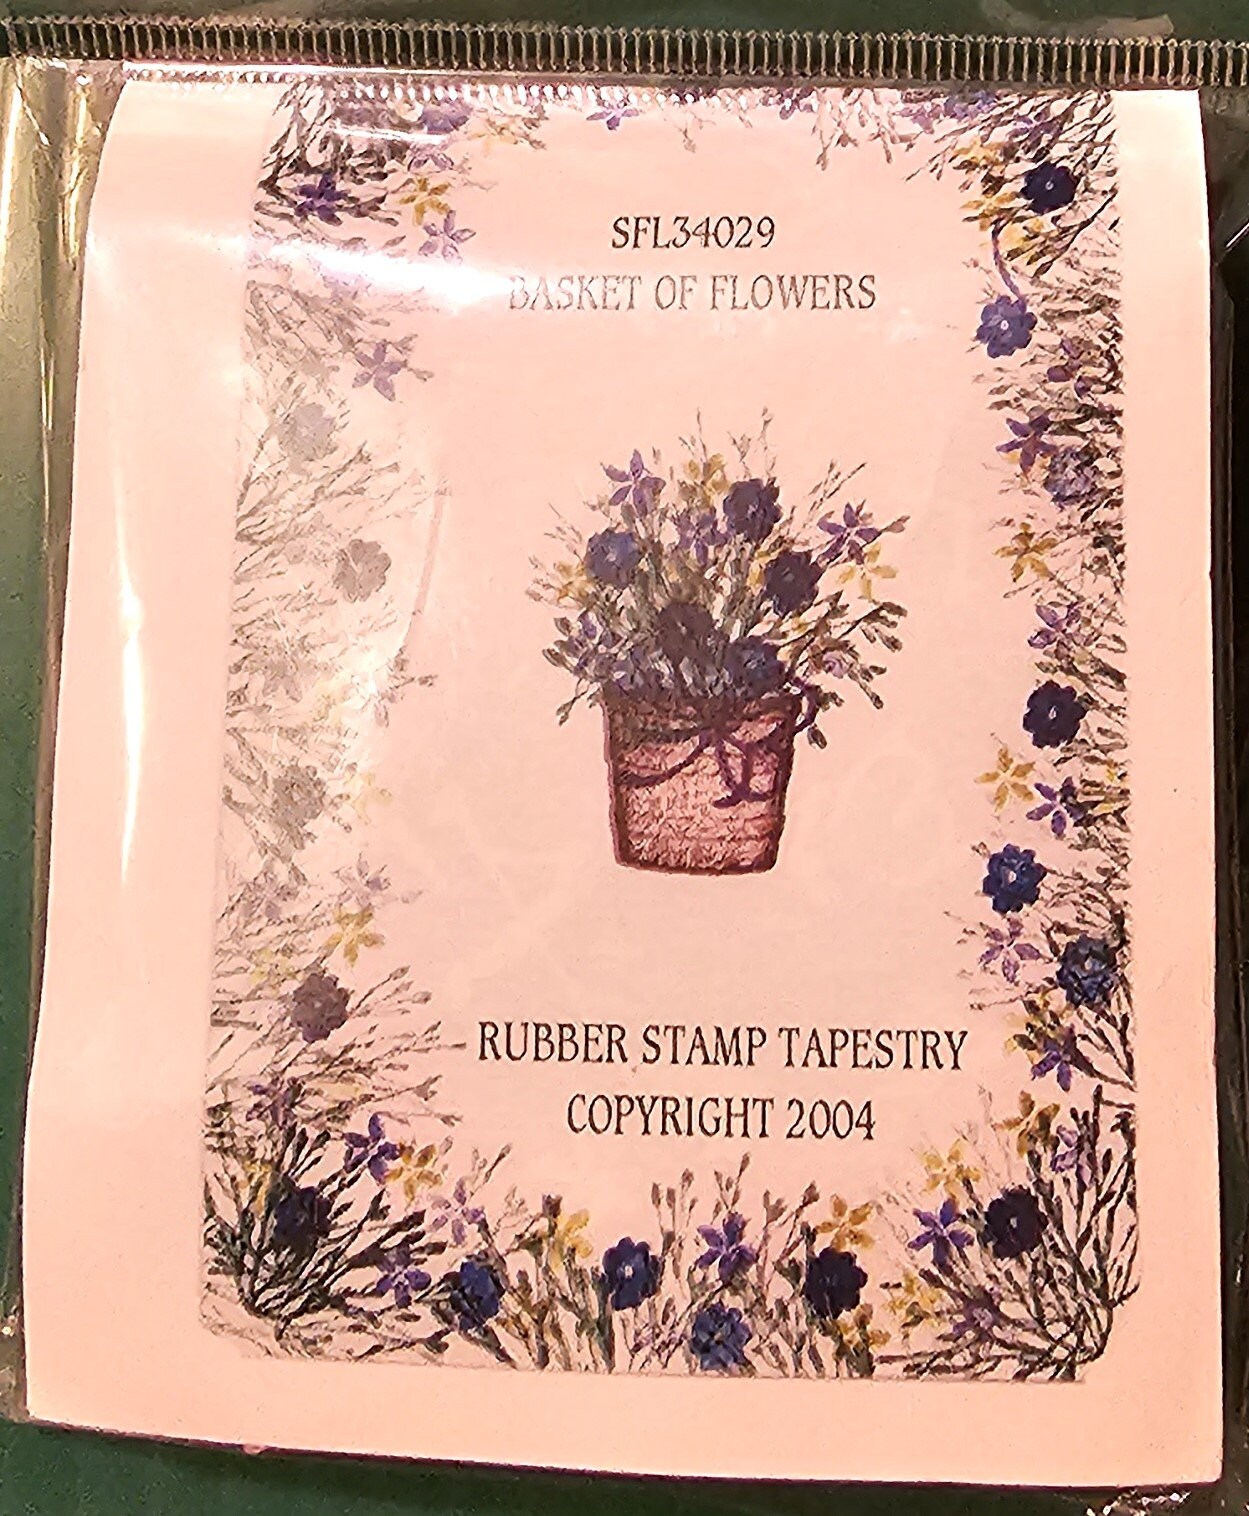 SFL34029
BASKET OF FLOWERS
RUBBER STAMP TAPESTRY
COPYRIGHT 2004